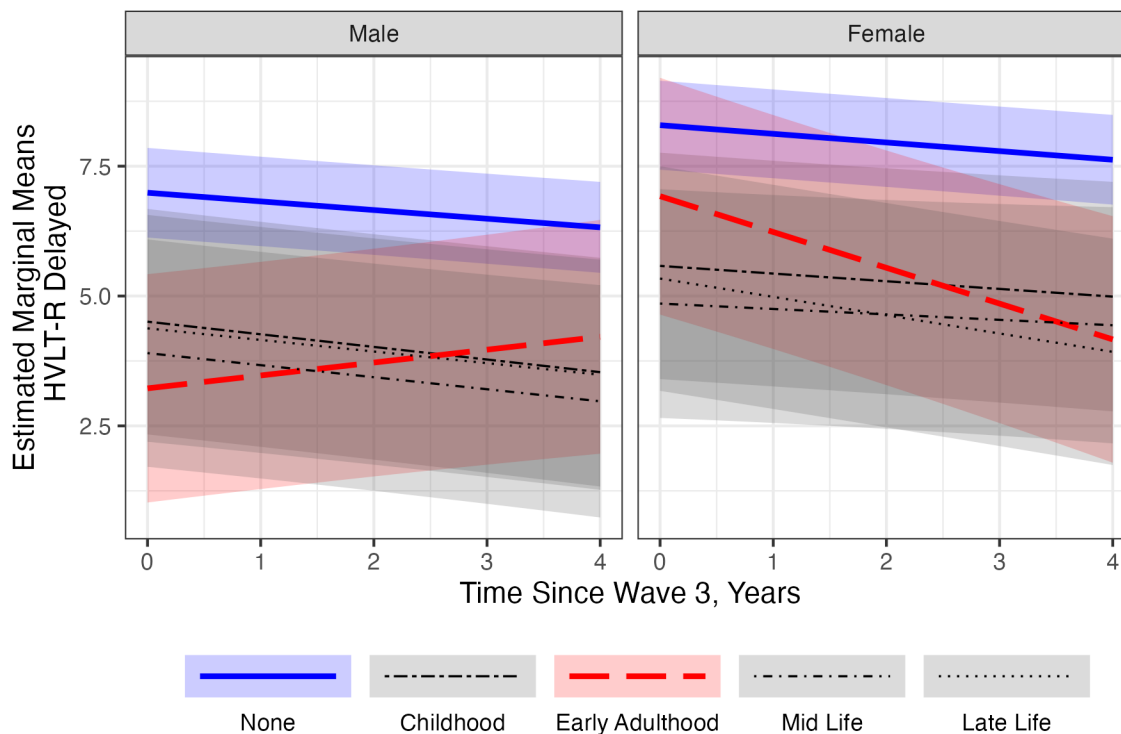 Male
Female
Estimated Marginal Means
HVLT-R Delayed
7.5
5.0
2.5
0 1 2 3 4
0 1 2 3 4
Time Since Wave 3, Years
None
Childhood
Early Adulthood
Mid Life
Late Life